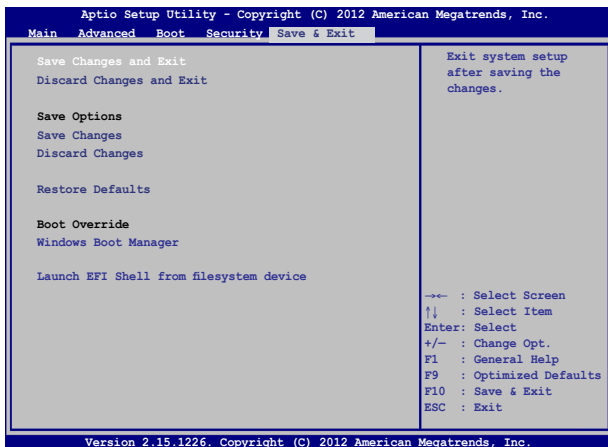 Aptio Setup Utility - Copyright (C) 2012 American Megatrends, Inc.
Main Advanced Boot Security Save & Exit
Save Changes and Exit
Discard Changes and Exit
Save Options
Save Changes
Discard Changes
Restore Defaults
Boot Override
Windows Boot Manager
Launch EFI Shell from filesystem device
Exit system setup
after saving the
changes.
→← : Select Screen
↑↓ : Select Item
Enter: Select
+/— : Change Opt.
F1 : General Help
F9 : Optimized Defaults
F10 : Save & Exit
ESC : Exit
Version 2.15.1226. Copyright (C) 2012 American Megatrends, Inc.